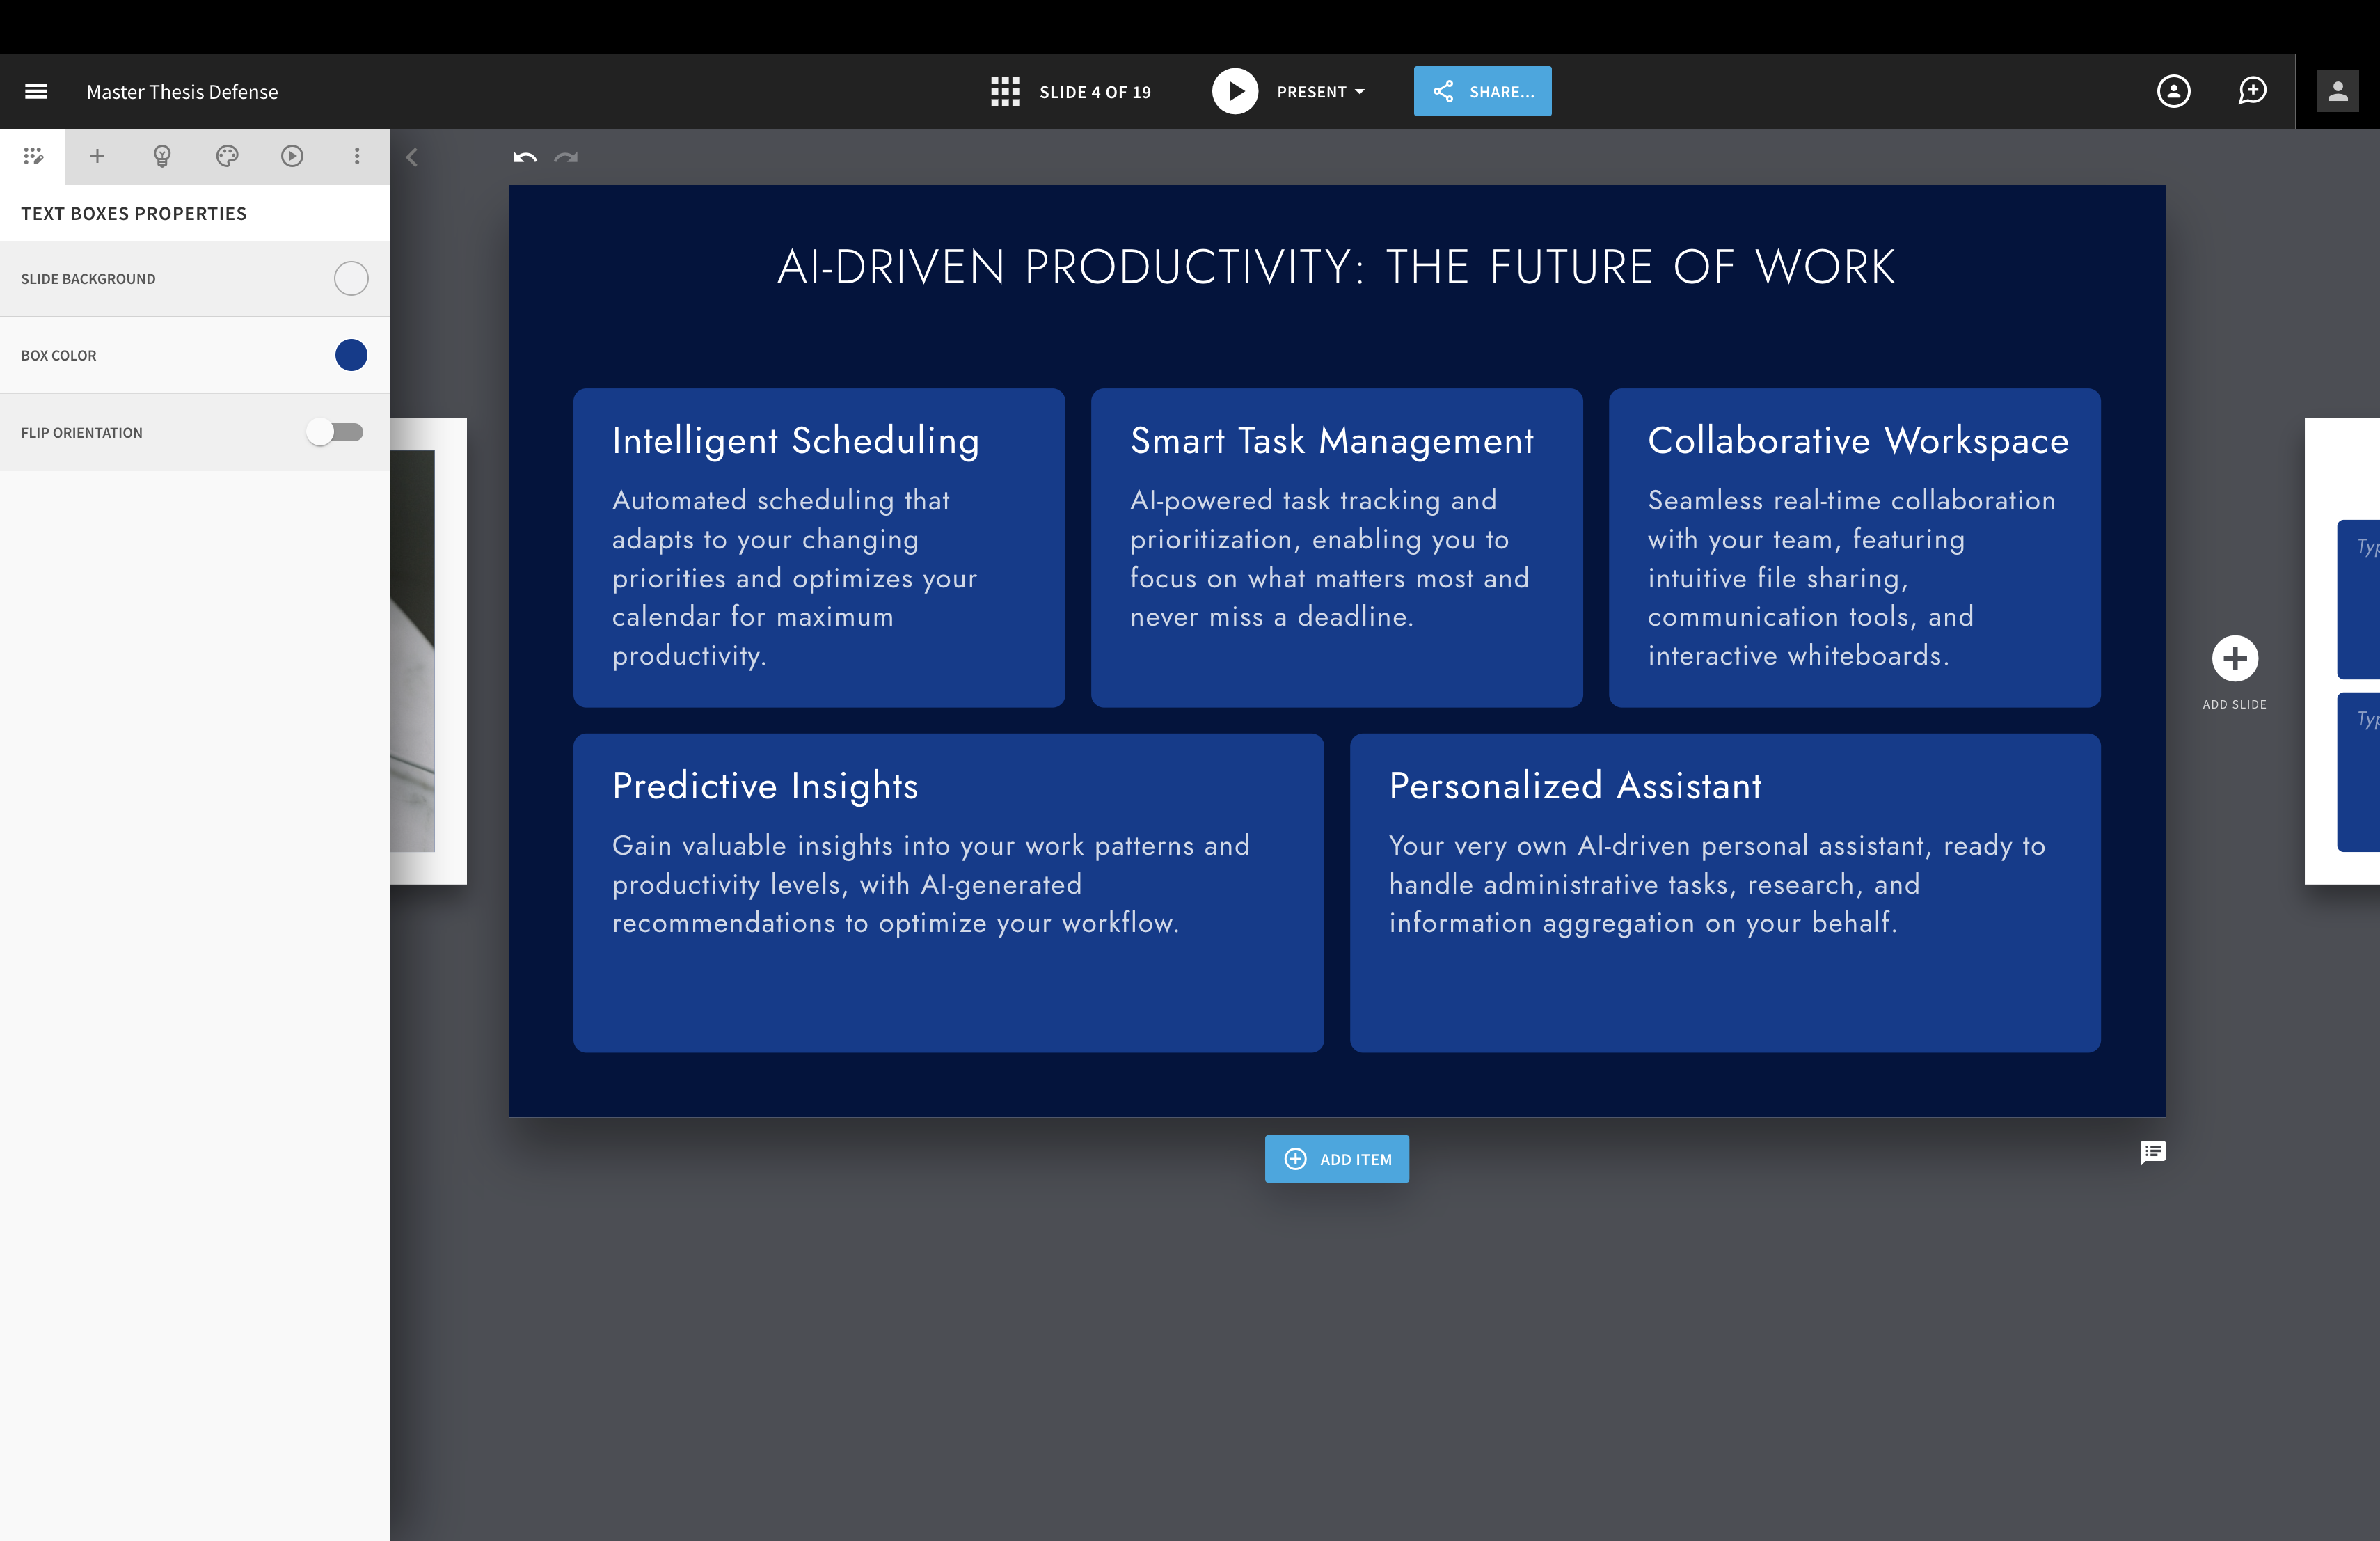 Master Thesis Defense
SLIDE 4 OF 19
PRESENT
SHARE...
TEXT BOXES PROPERTIES
SLIDE BACKGROUND
BOX COLOR
FLIP ORIENTATION
AI-DRIVEN PRODUCTIVITY: THE FUTURE OF WORK
Intelligent Scheduling
Automated scheduling that
adapts to your changing
priorities and optimizes your
calendar for maximum
productivity.
Smart Task Management
AI-powered task tracking and
prioritization, enabling you to
focus on what matters most and
never miss a deadline.
Collaborative Workspace
Seamless real-time collaboration
with your team, featuring
intuitive file sharing,
communication tools, and
interactive whiteboards.
Predictive Insights
Gain valuable insights into your work patterns and
productivity levels, with AI-generated
recommendations to optimize your workflow.
Personalized Assistant
Your very own AI-driven personal assistant, ready to
handle administrative tasks, research, and
information aggregation on your behalf.
ADD SLIDE
ADD ITEM